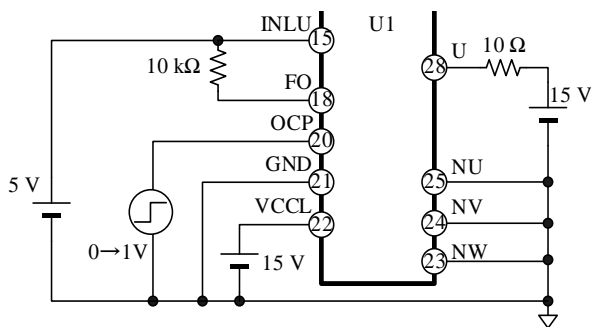 INLU
15
U1
U
28
10 Ω
10 kΩ
FO
18
15 V
OCP
20
GND
21
NU
25
5 V
VCCL
22
NV
24
0→1V
15 V
NW
23